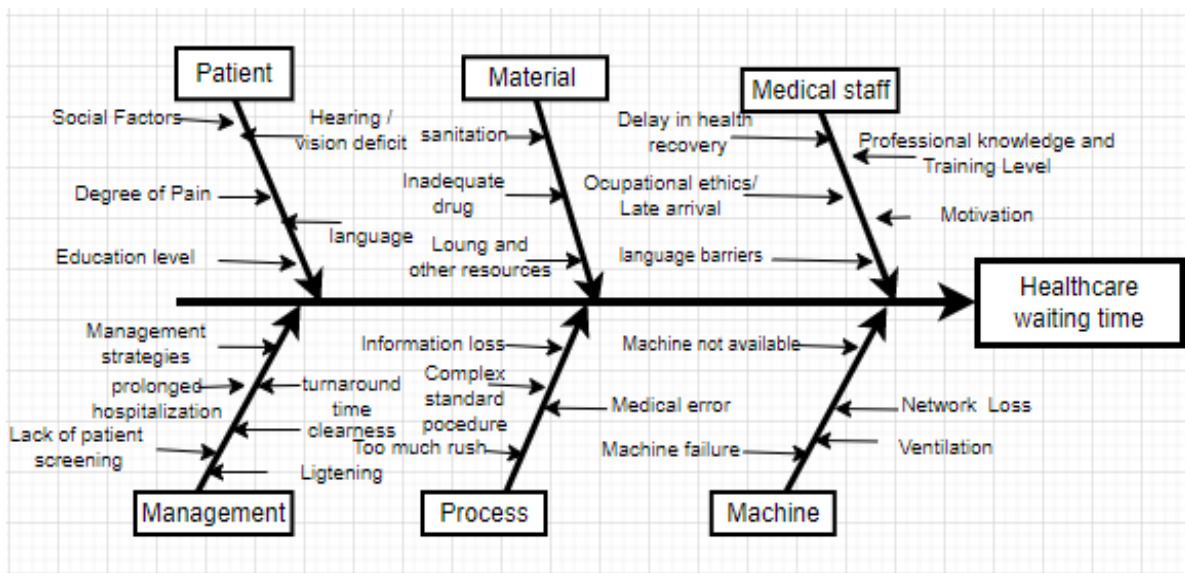 Patient
Material
Medical staff
Social Factors
Hearing /
vision deficit
Degree of Pain
language
Education level
sanitation
Inadequate
drug
Loung and
other resources
Delay in health
recovery
Professional knowledge and
Training Level
Ocupational ethics/
Late arrival
Motivation
language barriers
Healthcare
waiting time
Management
strategies
prolonged
hospitalization
turnaround
time
clearness
Lack of patient
screening
Ligtening
Information loss
Complex
standard
pocedure
Medical error
Too much rush
Machine not available
Network Loss
Machine failure
Ventilation
Management
Process
Machine